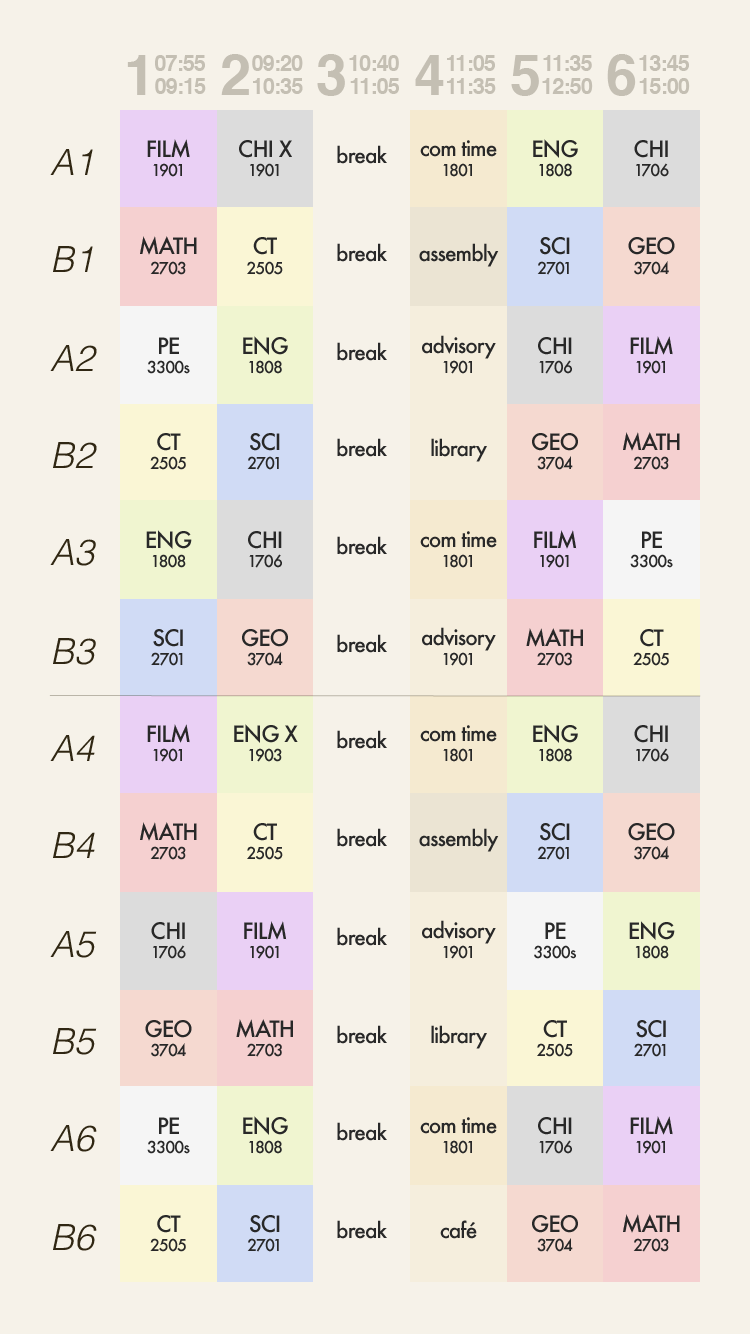 1 07:55 09:15 2 09:20 10:35 3 10:40 11:05 4 11:05 11:35 5 11:35 12:50 6 13:45 15:00
A1 FILM 1901 CHI X 1901 break com time 1801 ENG 1808 CHI 1706
B1 MATH 2703 CT 2505 break assembly SCI 2701 GEO 3704
A2 PE 3300s ENG 1808 break advisory 1901 CHI 1706 FILM 1901
B2 CT 2505 SCI 2701 break library GEO 3704 MATH 2703
A3 ENG 1808 CHI 1706 break com time 1801 FILM 1901 PE 3300s
B3 SCI 2701 GEO 3704 break advisory 1901 MATH 2703 CT 2505
A4 FILM 1901 ENG X 1903 break com time 1801 ENG 1808 CHI 1706
B4 MATH 2703 CT 2505 break assembly SCI 2701 GEO 3704
A5 CHI 1706 FILM 1901 break advisory 1901 PE 3300s ENG 1808
B5 GEO 3704 MATH 2703 break library CT 2505 SCI 2701
A6 PE 3300s ENG 1808 break com time 1801 CHI 1706 FILM 1901
B6 CT 2505 SCI 2701 break café GEO 3704 MATH 2703